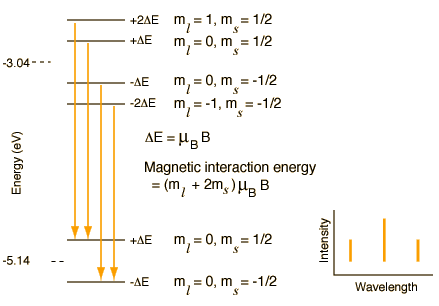 +2ΔE m_l = 1, m_s = 1/2
+ΔE m_l = 0, m_s = 1/2
-3.04
-ΔE m_l = 0, m_s = -1/2
-2ΔE m_l = -1, m_s = -1/2
ΔE = μ_B B
Magnetic interaction energy
= (m_l + 2m_s) μ_B B
Energy (eV)
+ΔE m_l = 0, m_s = 1/2
-5.14
-ΔE m_l = 0, m_s = -1/2
Intensity
Wavelength